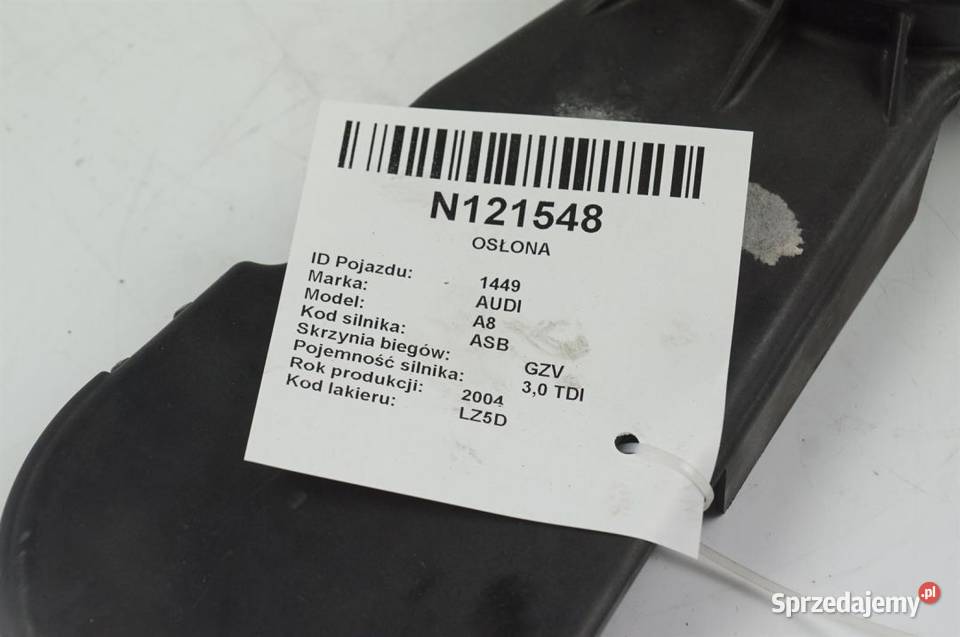 N121548
OSŁONA
ID Pojazdu: 1449
Marka: AUDI
Model: A8
Kod silnika: ASB
Skrzynia biegów: GZV
Pojemność silnika: 3,0 TDI
Rok produkcji: 2004
Kod lakieru: LZ5D
Sprzedajemy.pl